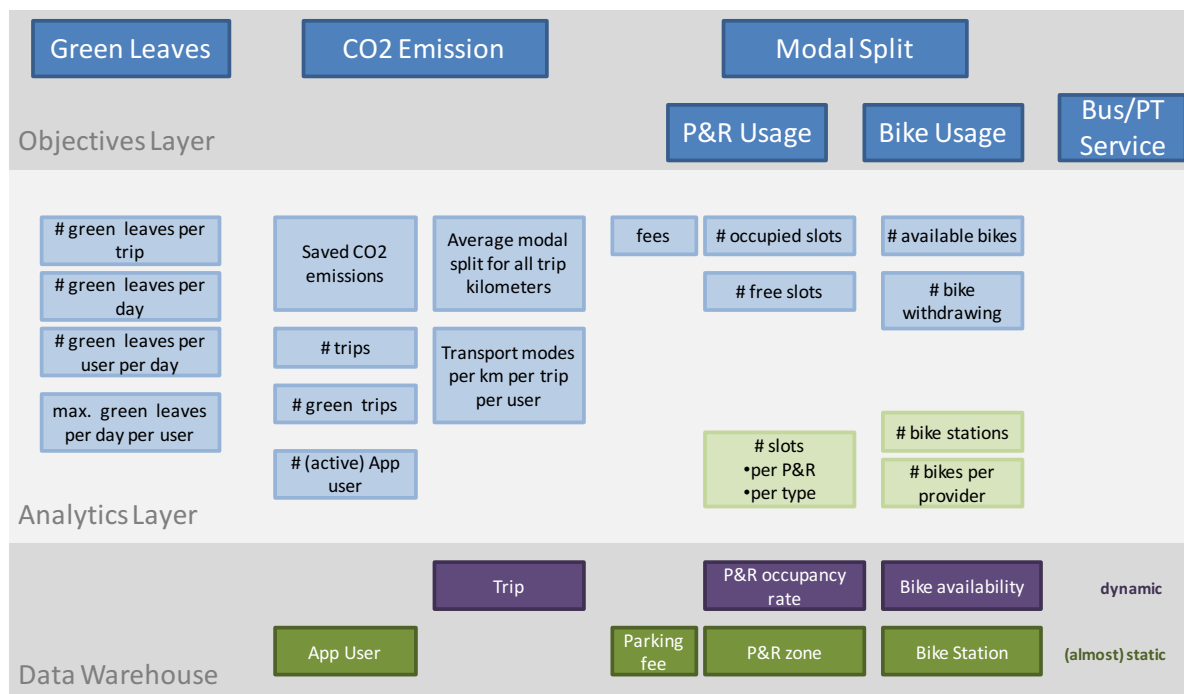 Green Leaves
CO2 Emission
Modal Split
P&R Usage
Bike Usage
Bus/PT
Service
Objectives Layer
# green leaves per
trip
# green leaves per
day
# green leaves per
user per day
max. green leaves
per day per user
Saved CO2
emissions
# trips
# green trips
# (active) App
user
Average modal
split for all trip
kilometers
Transport modes
per km per trip
per user
fees
# occupied slots
# free slots
# slots
•per P&R
•per type
# available bikes
# bike
withdrawing
# bike stations
# bikes per
provider
Analytics Layer
Trip
P&R occupancy
rate
Bike availability
dynamic
App User
Parking
fee
P&R zone
Bike Station
(almost) static
Data Warehouse